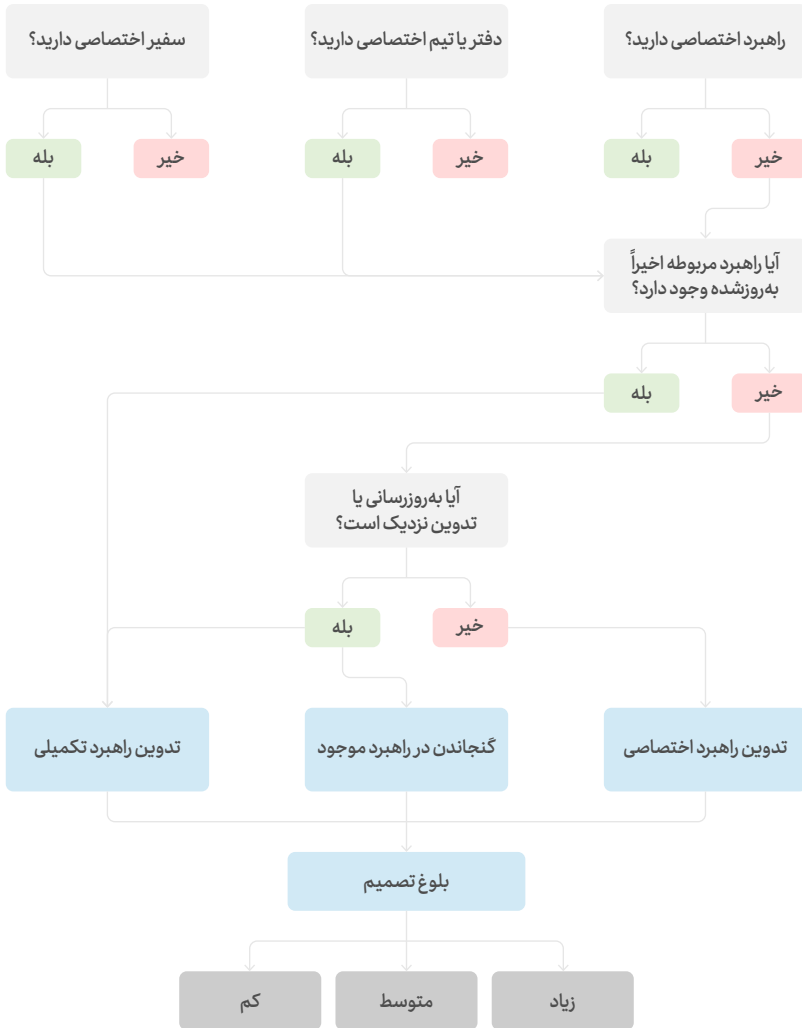 راهبرد اختصاصی دارید؟
دفتر یا تیم اختصاصی دارید؟
سفیر اختصاصی دارید؟
خیر
بله
خیر
بله
خیر
بله
آیا راهبرد مربوطه اخیراً
به‌روزشده وجود دارد؟
خیر
بله
آیا به‌روزرسانی یا
تدوین نزدیک است؟
خیر
بله
تدوین راهبرد اختصاصی
گنجاندن در راهبرد موجود
تدوین راهبرد تکمیلی
بلوغ تصمیم
زیاد
متوسط
کم